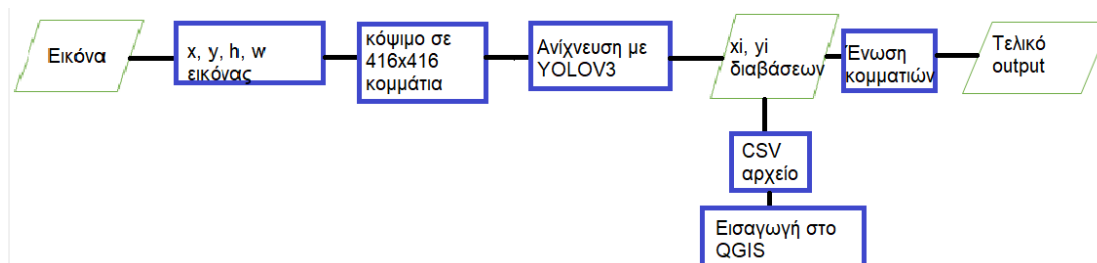 Εικόνα
x, y, h, w
εικόνας
κόψιμο σε
416x416
κομμάτια
Ανίχνευση με
YOLOV3
xi, yi
διαβάσεων
Ένωση
κομματιών
Τελικό
output
CSV
αρχείο
Εισαγωγή στο
QGIS